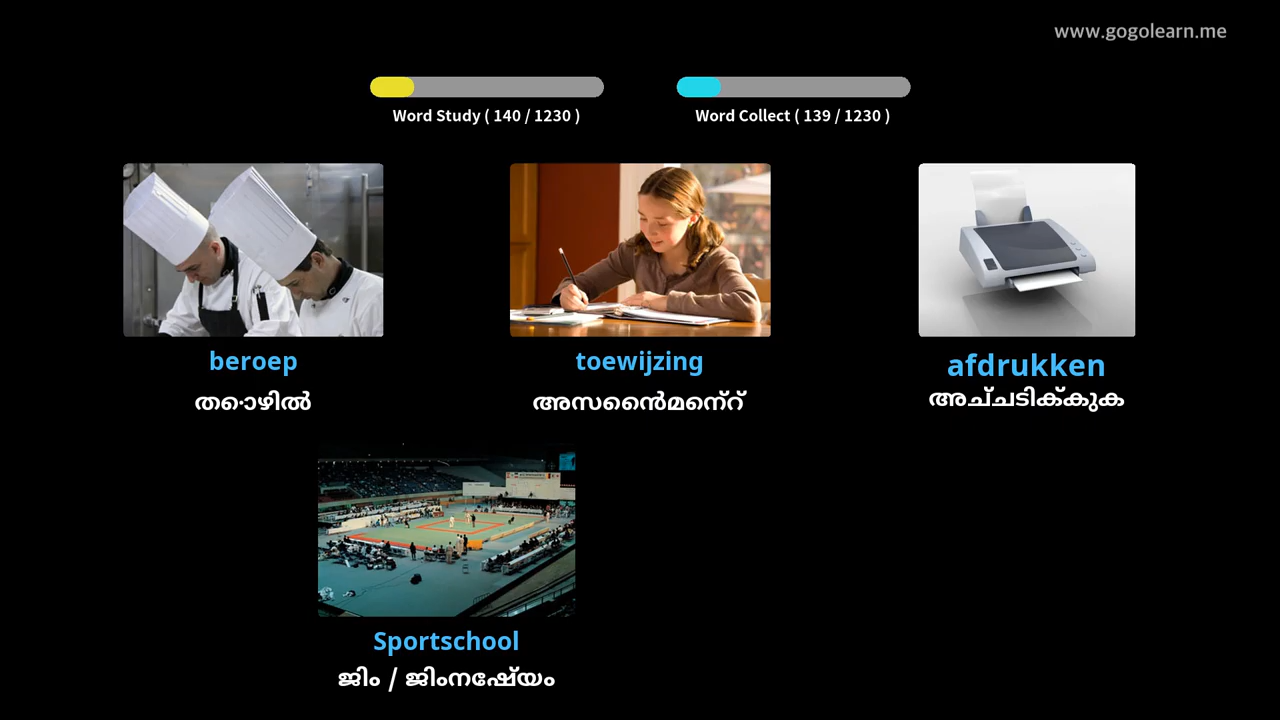 www.gogolearn.me
Word Study ( 140 / 1230 )
Word Collect ( 139 / 1230 )
beroep
toewijzing
afdrukken
തൊഴിൽ
അസൈൻമെന്റ്
അച്ചടിക്കുക
Sportschool
ജിം / ജിംനേഷ്യം